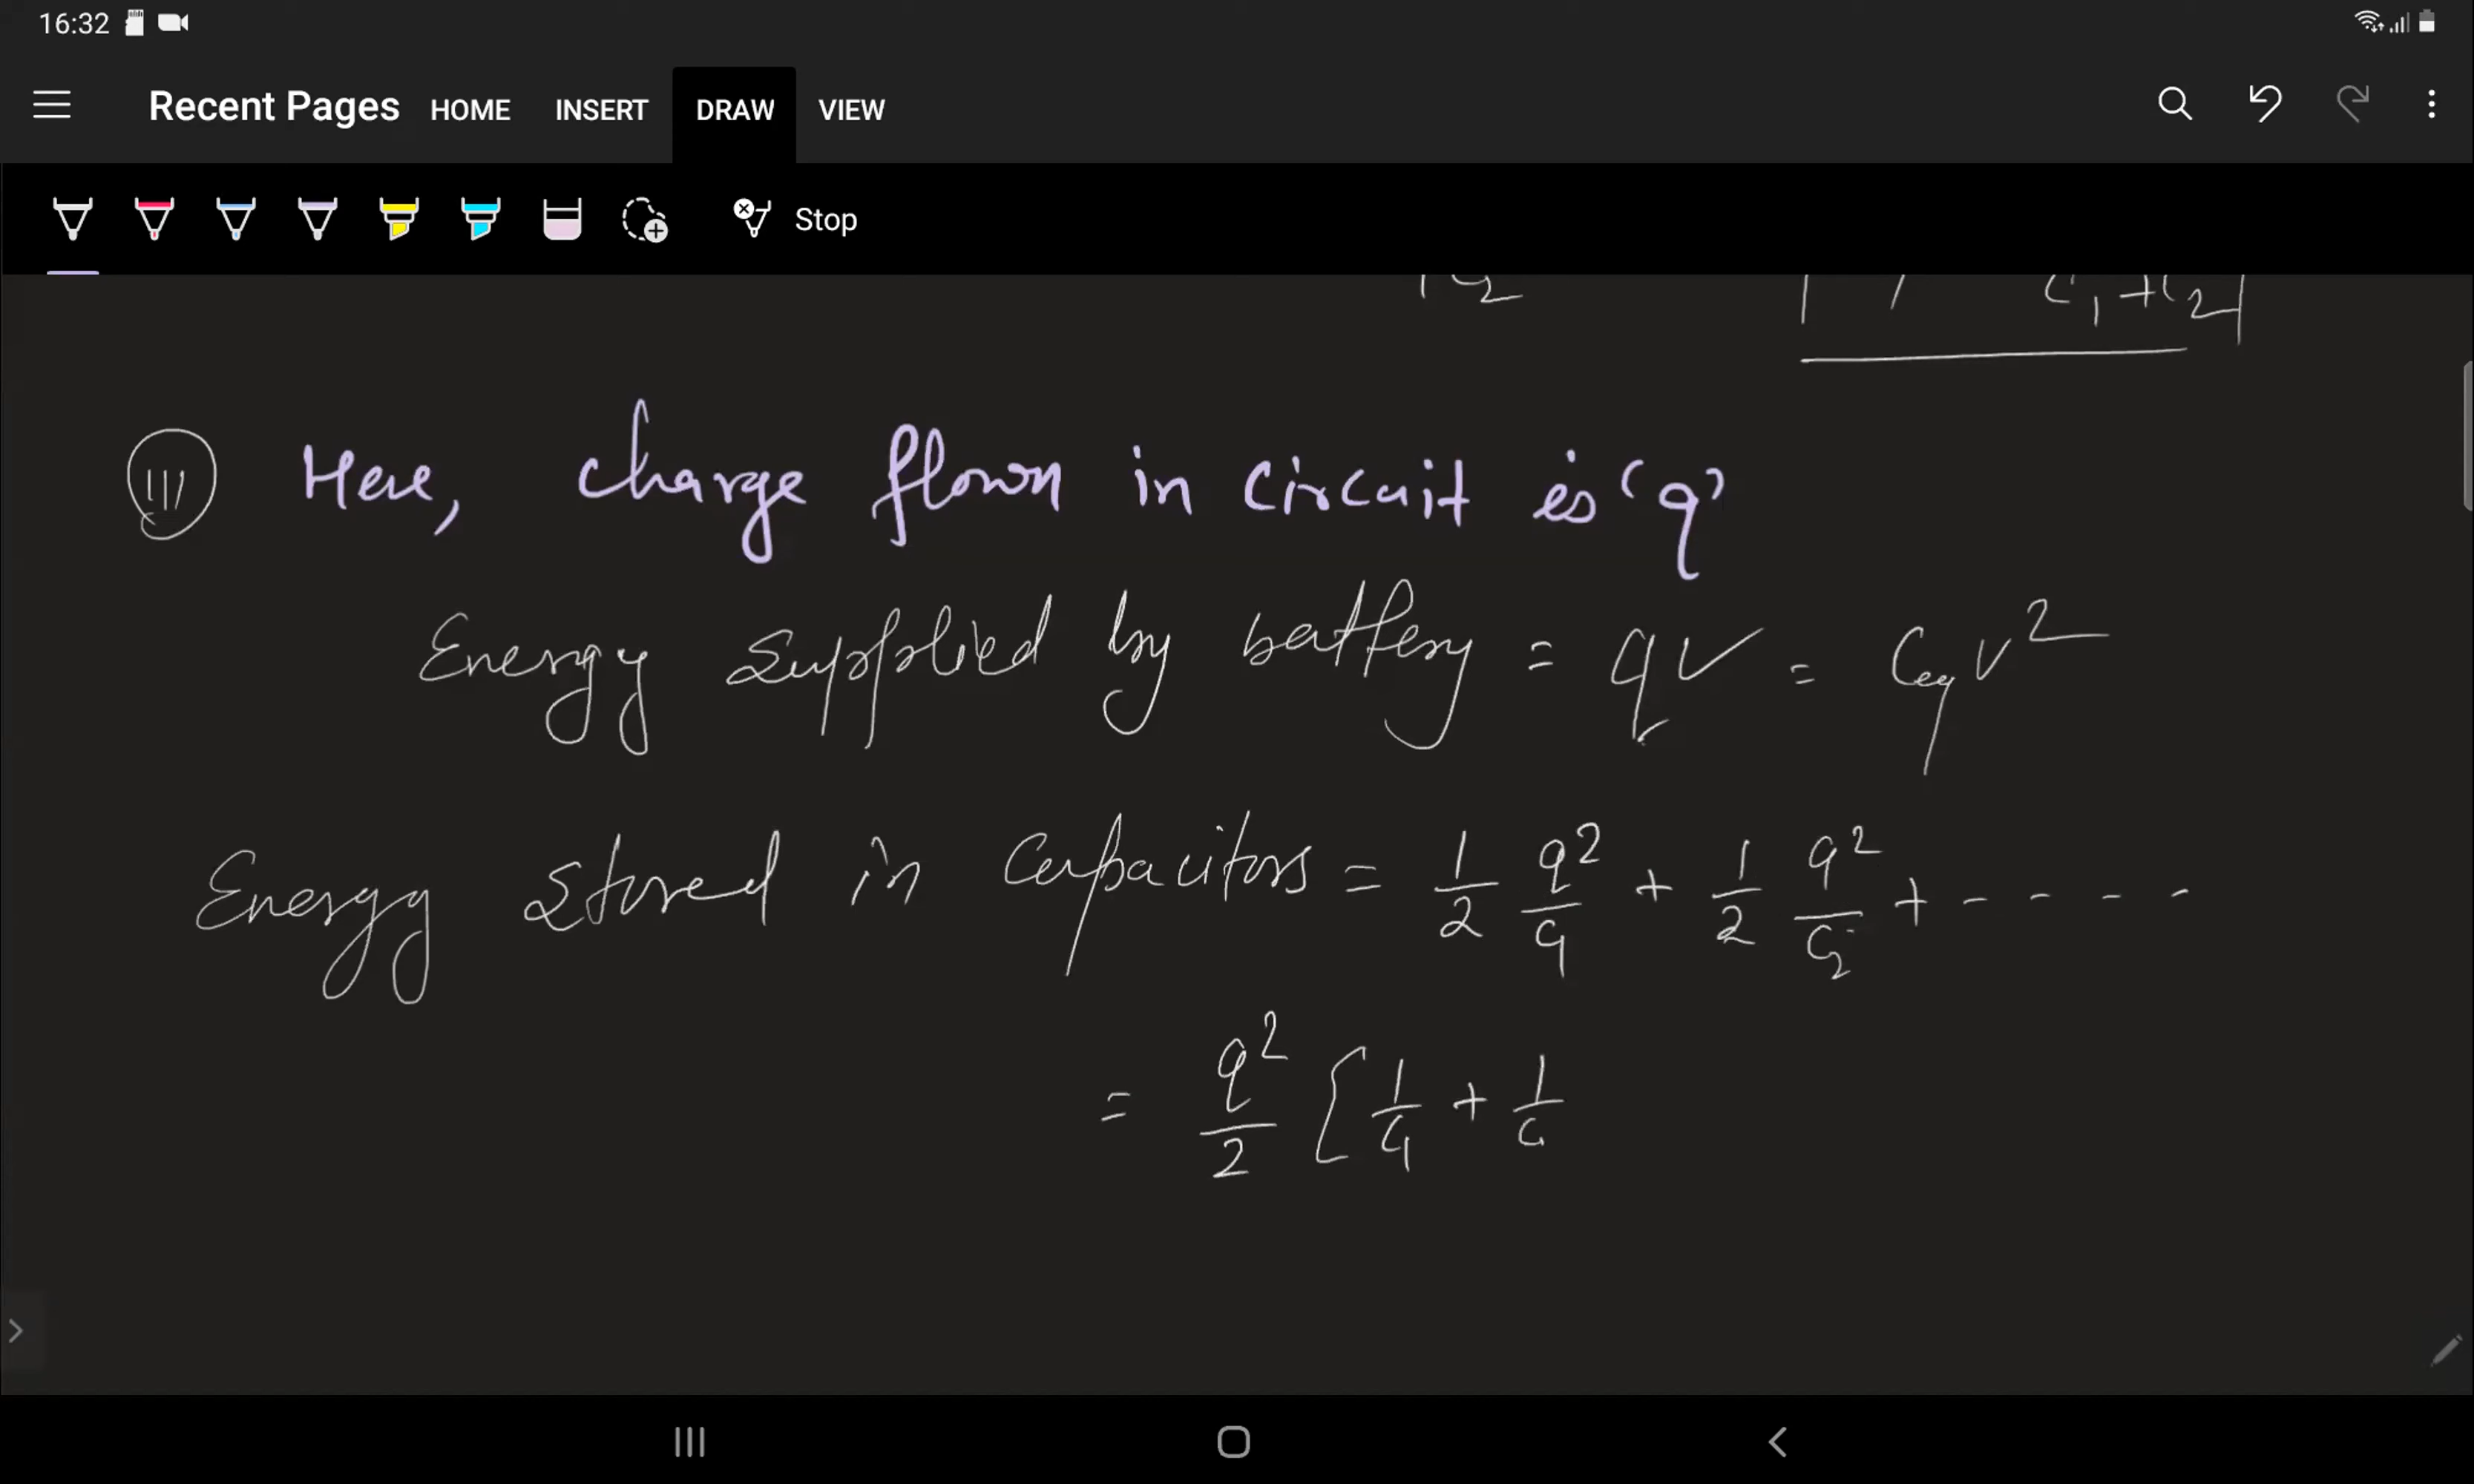 16:32
Recent Pages HOME INSERT DRAW VIEW
Stop
C₁+C₂
(III) Here, charge flown in circuit is 'q'
Energy supplied by battery = qV = Ceq V²
Energy stored in capacitors = 1/2 q²/C₁ + 1/2 q²/C₂ + - - - -
= q²/2 [ 1/C₁ + 1/C